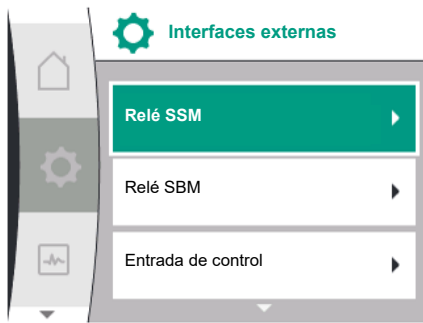 Interfaces externas
Relé SSM
Relé SBM
Entrada de control